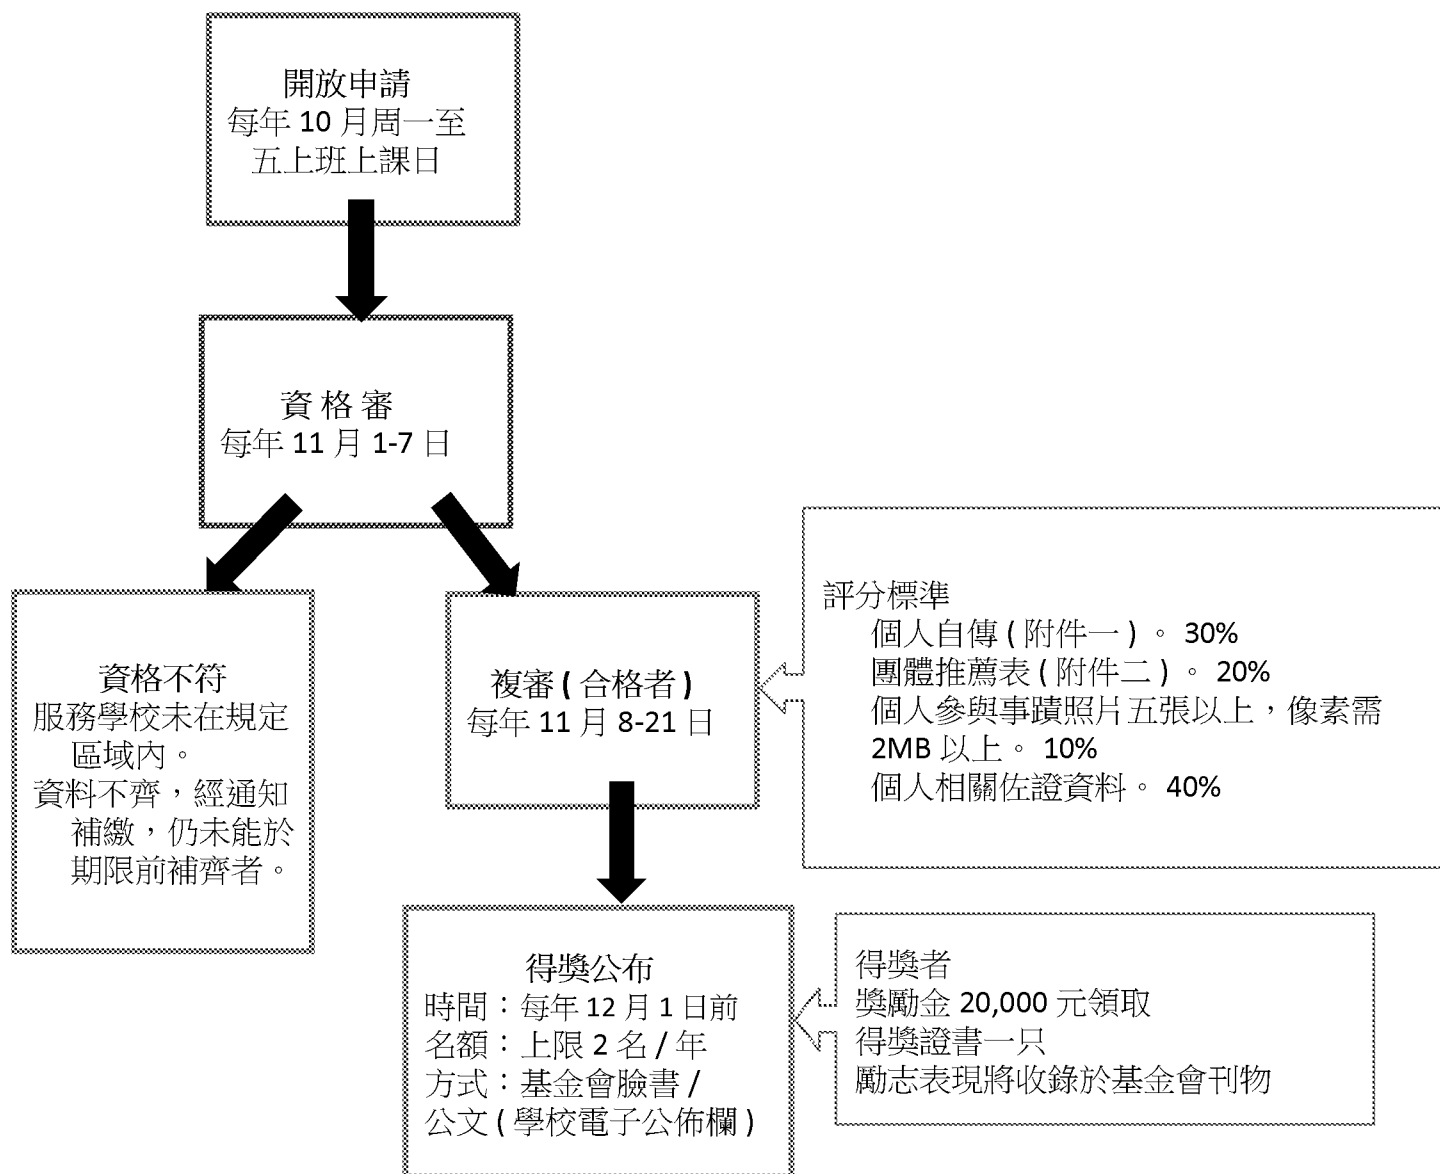 開放申請
每年 10 月周一至
五上班上課日
資 格 審
每年 11 月 1-7 日
資格不符
服務學校未在規定
區域內。
資料不齊，經通知
補繳，仍未能於
期限前補齊者。
複審 ( 合格者 )
每年 11 月 8-21 日
評分標準
個人自傳 ( 附件一 ) 。 30%
團體推薦表 ( 附件二 ) 。 20%
個人參與事蹟照片五張以上，像素需
2MB 以上。 10%
個人相關佐證資料。 40%
得獎公布
時間：每年 12 月 1 日前
名額：上限 2 名 / 年
方式：基金會臉書 /
公文 ( 學校電子公佈欄 )
得獎者
獎勵金 20,000 元領取
得獎證書一只
勵志表現將收錄於基金會刊物